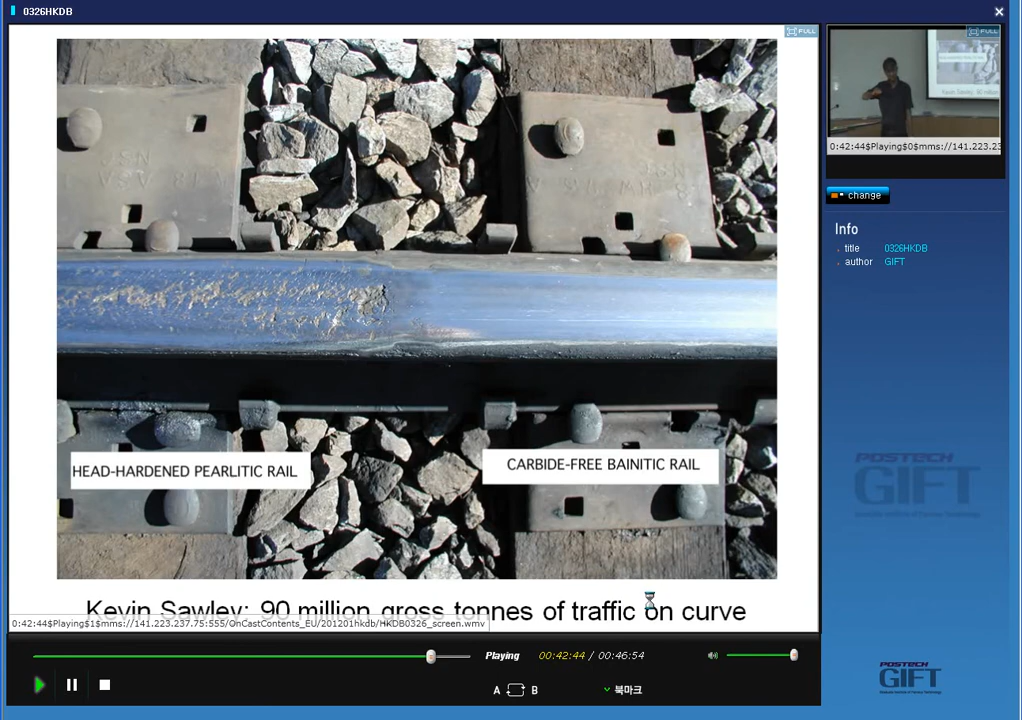 0326HKDB
FULL
FULL
0:42:44$Playing$0$mms://141.223.23
change
Info
title 0326HKDB
author GIFT
HEAD-HARDENED PEARLITIC RAIL
CARBIDE-FREE BAINITIC RAIL
Kevin Sawley: 90 million gross tonnes of traffic on curve
0:42:44$Playing$1$mms://141.223.237.75:555/OnCastContents_EU/201201hkdb/HKDB0326_screen.wmv
Playing 00:42:44 / 00:46:54
A B
북마크
POSTECH
GIFT
POSTECH
GIFT